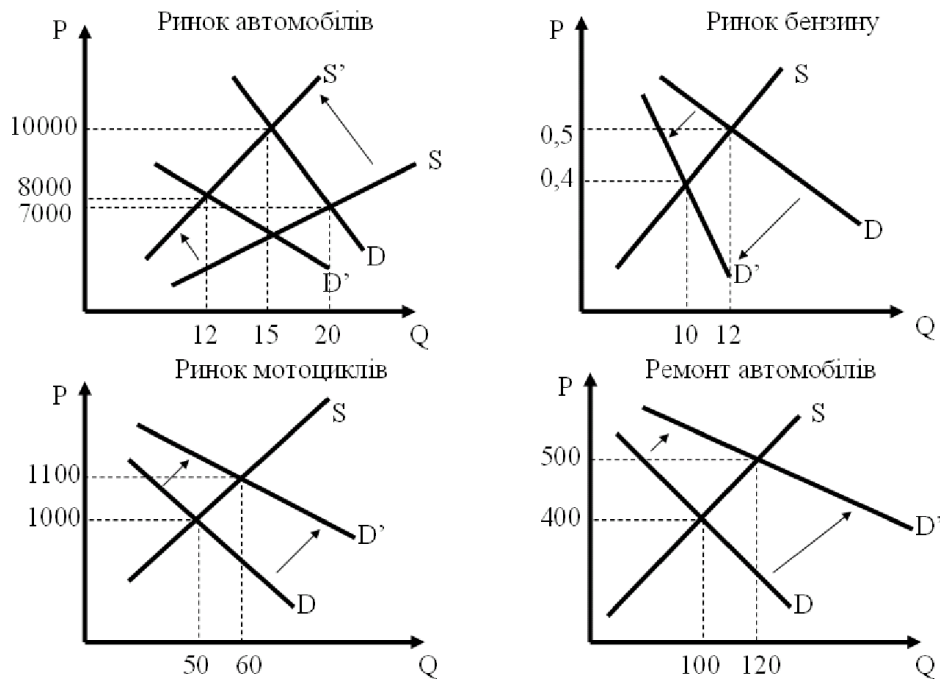 Ринок автомобілів
P
S’
10000
S
8000
7000
D
D’
12 15 20 Q
Ринок бензину
P
S
0,5
0,4
D
D’
10 12 Q
Ринок мотоциклів
P
S
1100
1000
D’
D
50 60 Q
Ремонт автомобілів
P
S
500
400
D’
D
100 120 Q